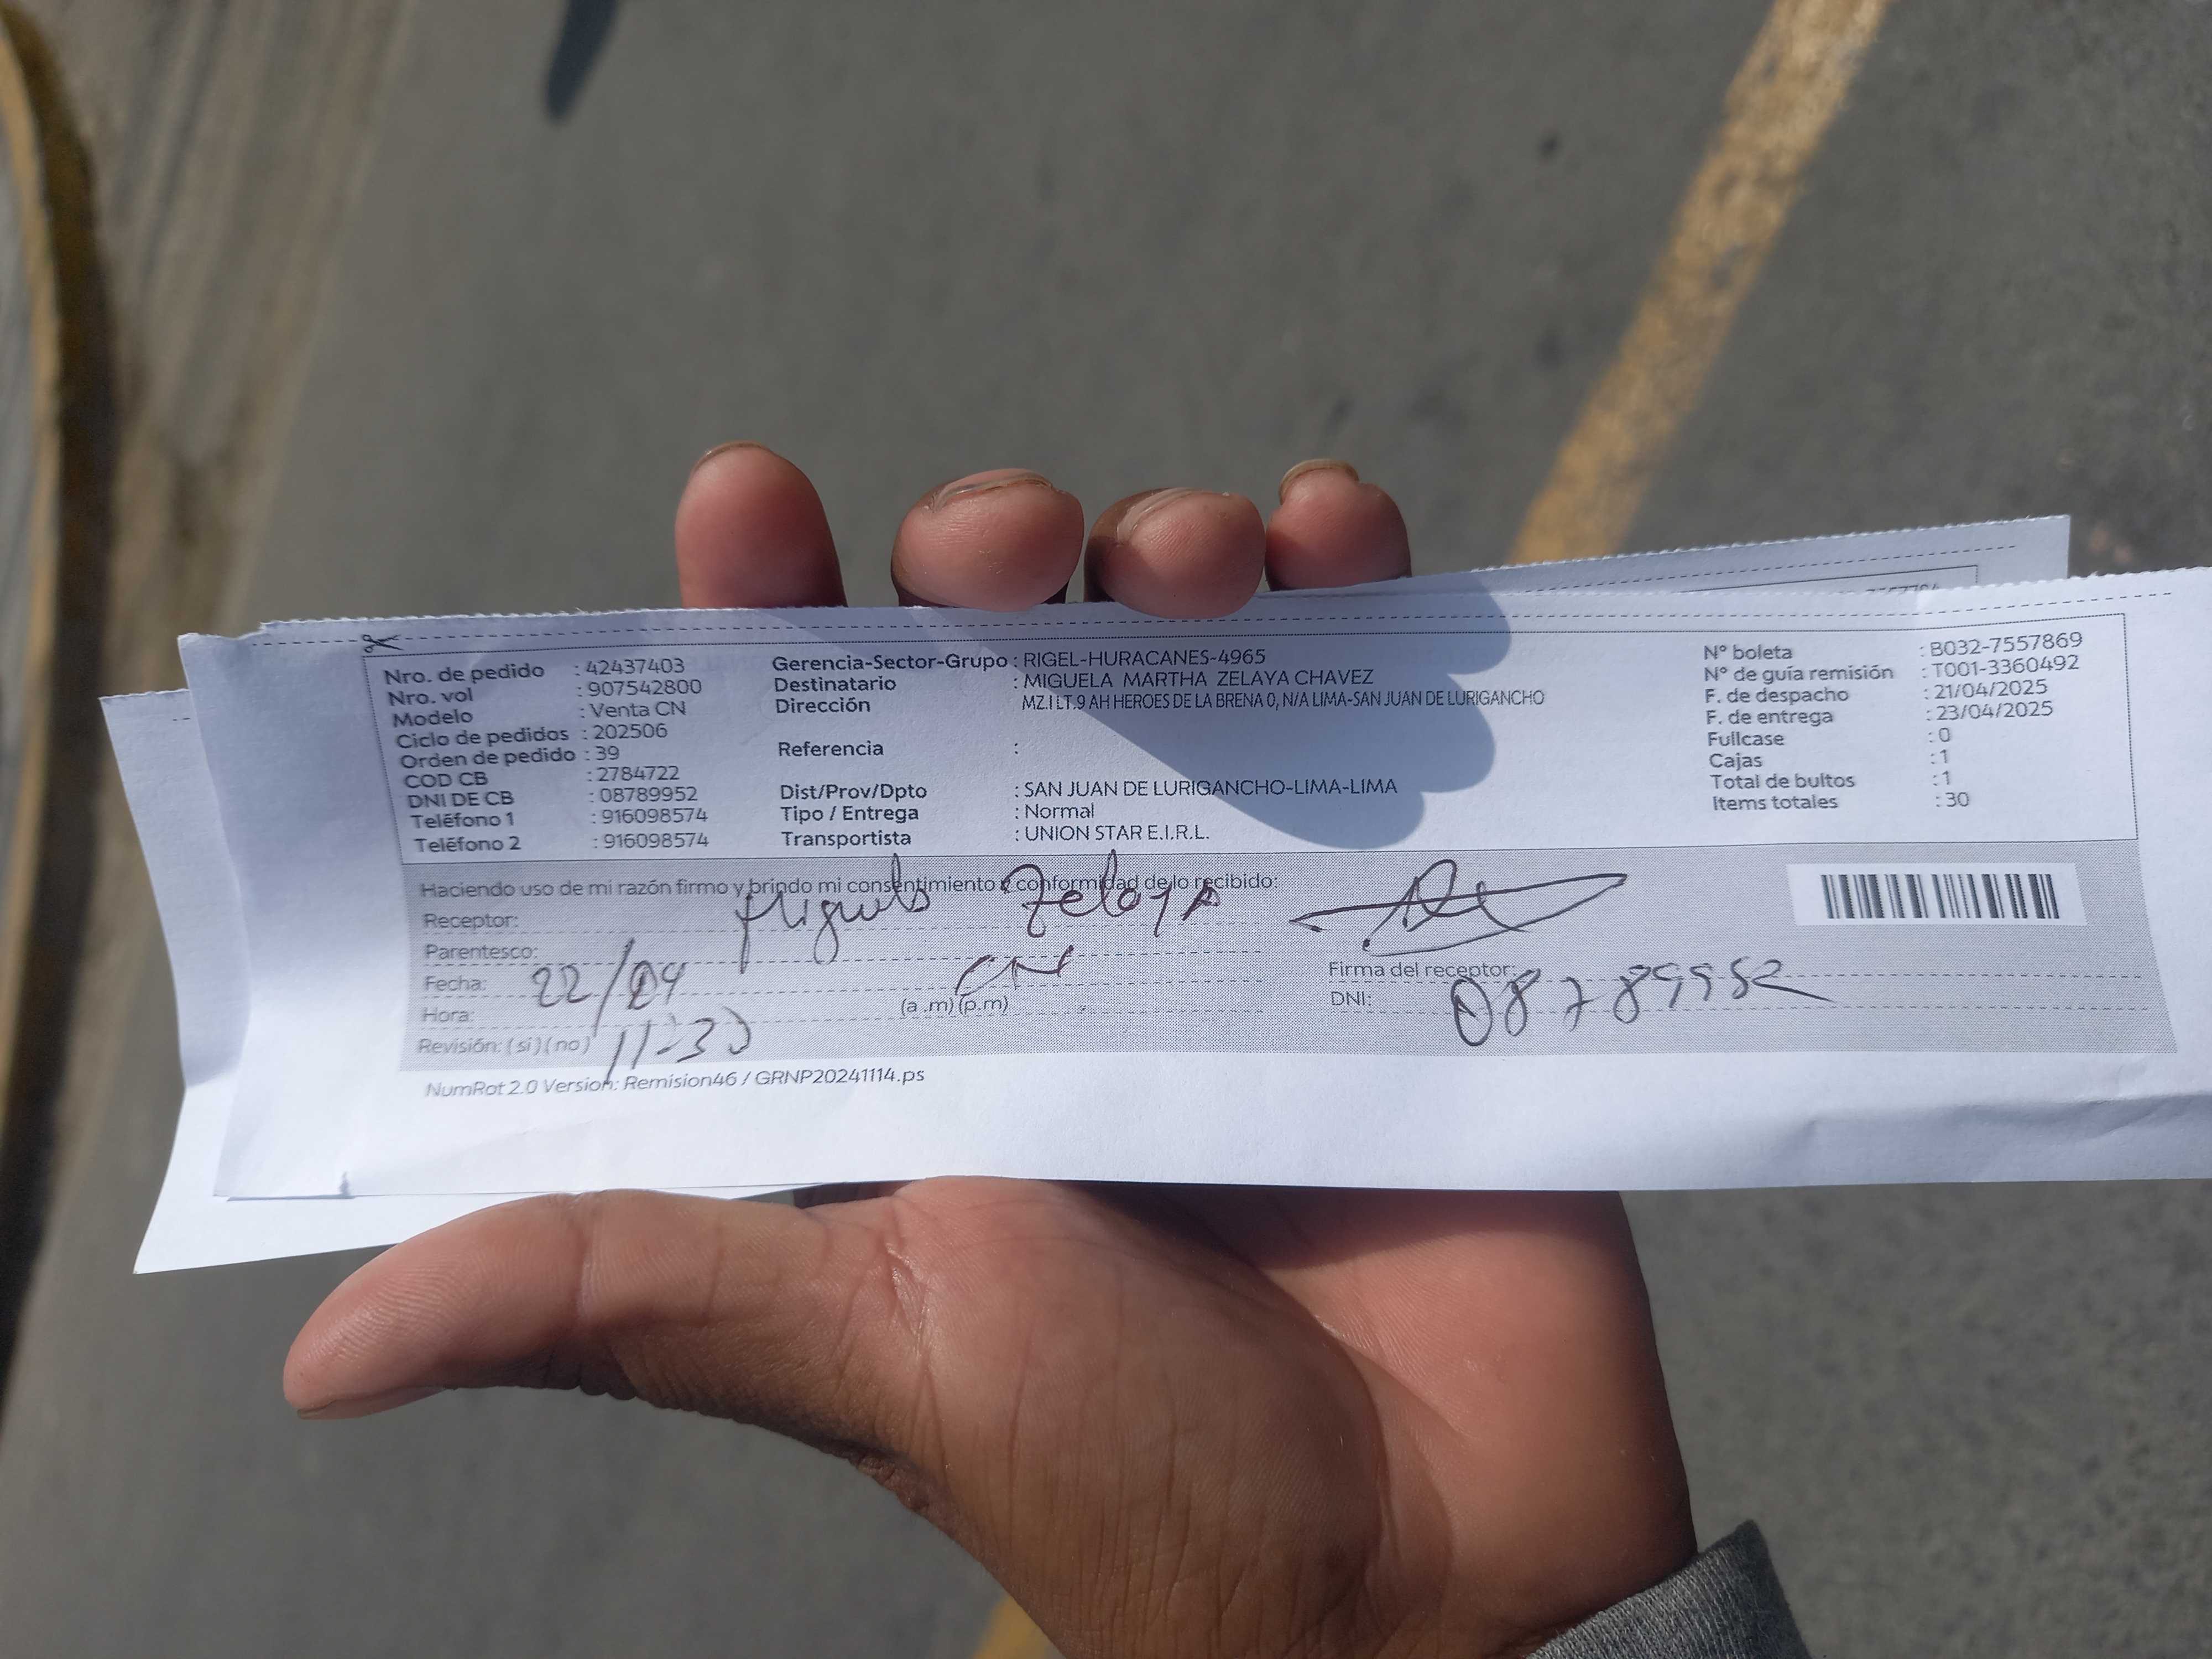 Nro. de pedido : 42437403
Nro. vol : 907542800
Modelo : Venta CN
Ciclo de pedidos : 202506
Orden de pedido : 39
COD CB : 2784722
DNI DE CB : 08789952
Teléfono 1 : 916098574
Teléfono 2 : 916098574
Gerencia-Sector-Grupo : RIGEL-HURACANES-4965
Destinatario : MIGUELA MARTHA ZELAYA CHAVEZ
Dirección MZ.I LT.9 AH HEROES DE LA BRENA 0, N/A LIMA-SAN JUAN DE LURIGANCHO
Referencia :
Dist/Prov/Dpto : SAN JUAN DE LURIGANCHO-LIMA-LIMA
Tipo / Entrega : Normal
Transportista : UNION STAR E.I.R.L.
Nº boleta : B032-7557869
Nº de guía remisión : T001-3360492
F. de despacho : 21/04/2025
F. de entrega : 23/04/2025
Fullcase : 0
Cajas : 1
Total de bultos : 1
Items totales : 30
Haciendo uso de mi razón firmo y brindo mi consentimiento y conformidad de lo recibido:
Receptor: Miguela Zelaya
Parentesco: CN
Fecha: 22/04
Hora: 11:30 (a.m) (p.m)
Revisión: (si) (no)
Firma del receptor:
DNI: 08789952
NumRot 2.0 Version: Remision46 / GRNP20241114.ps